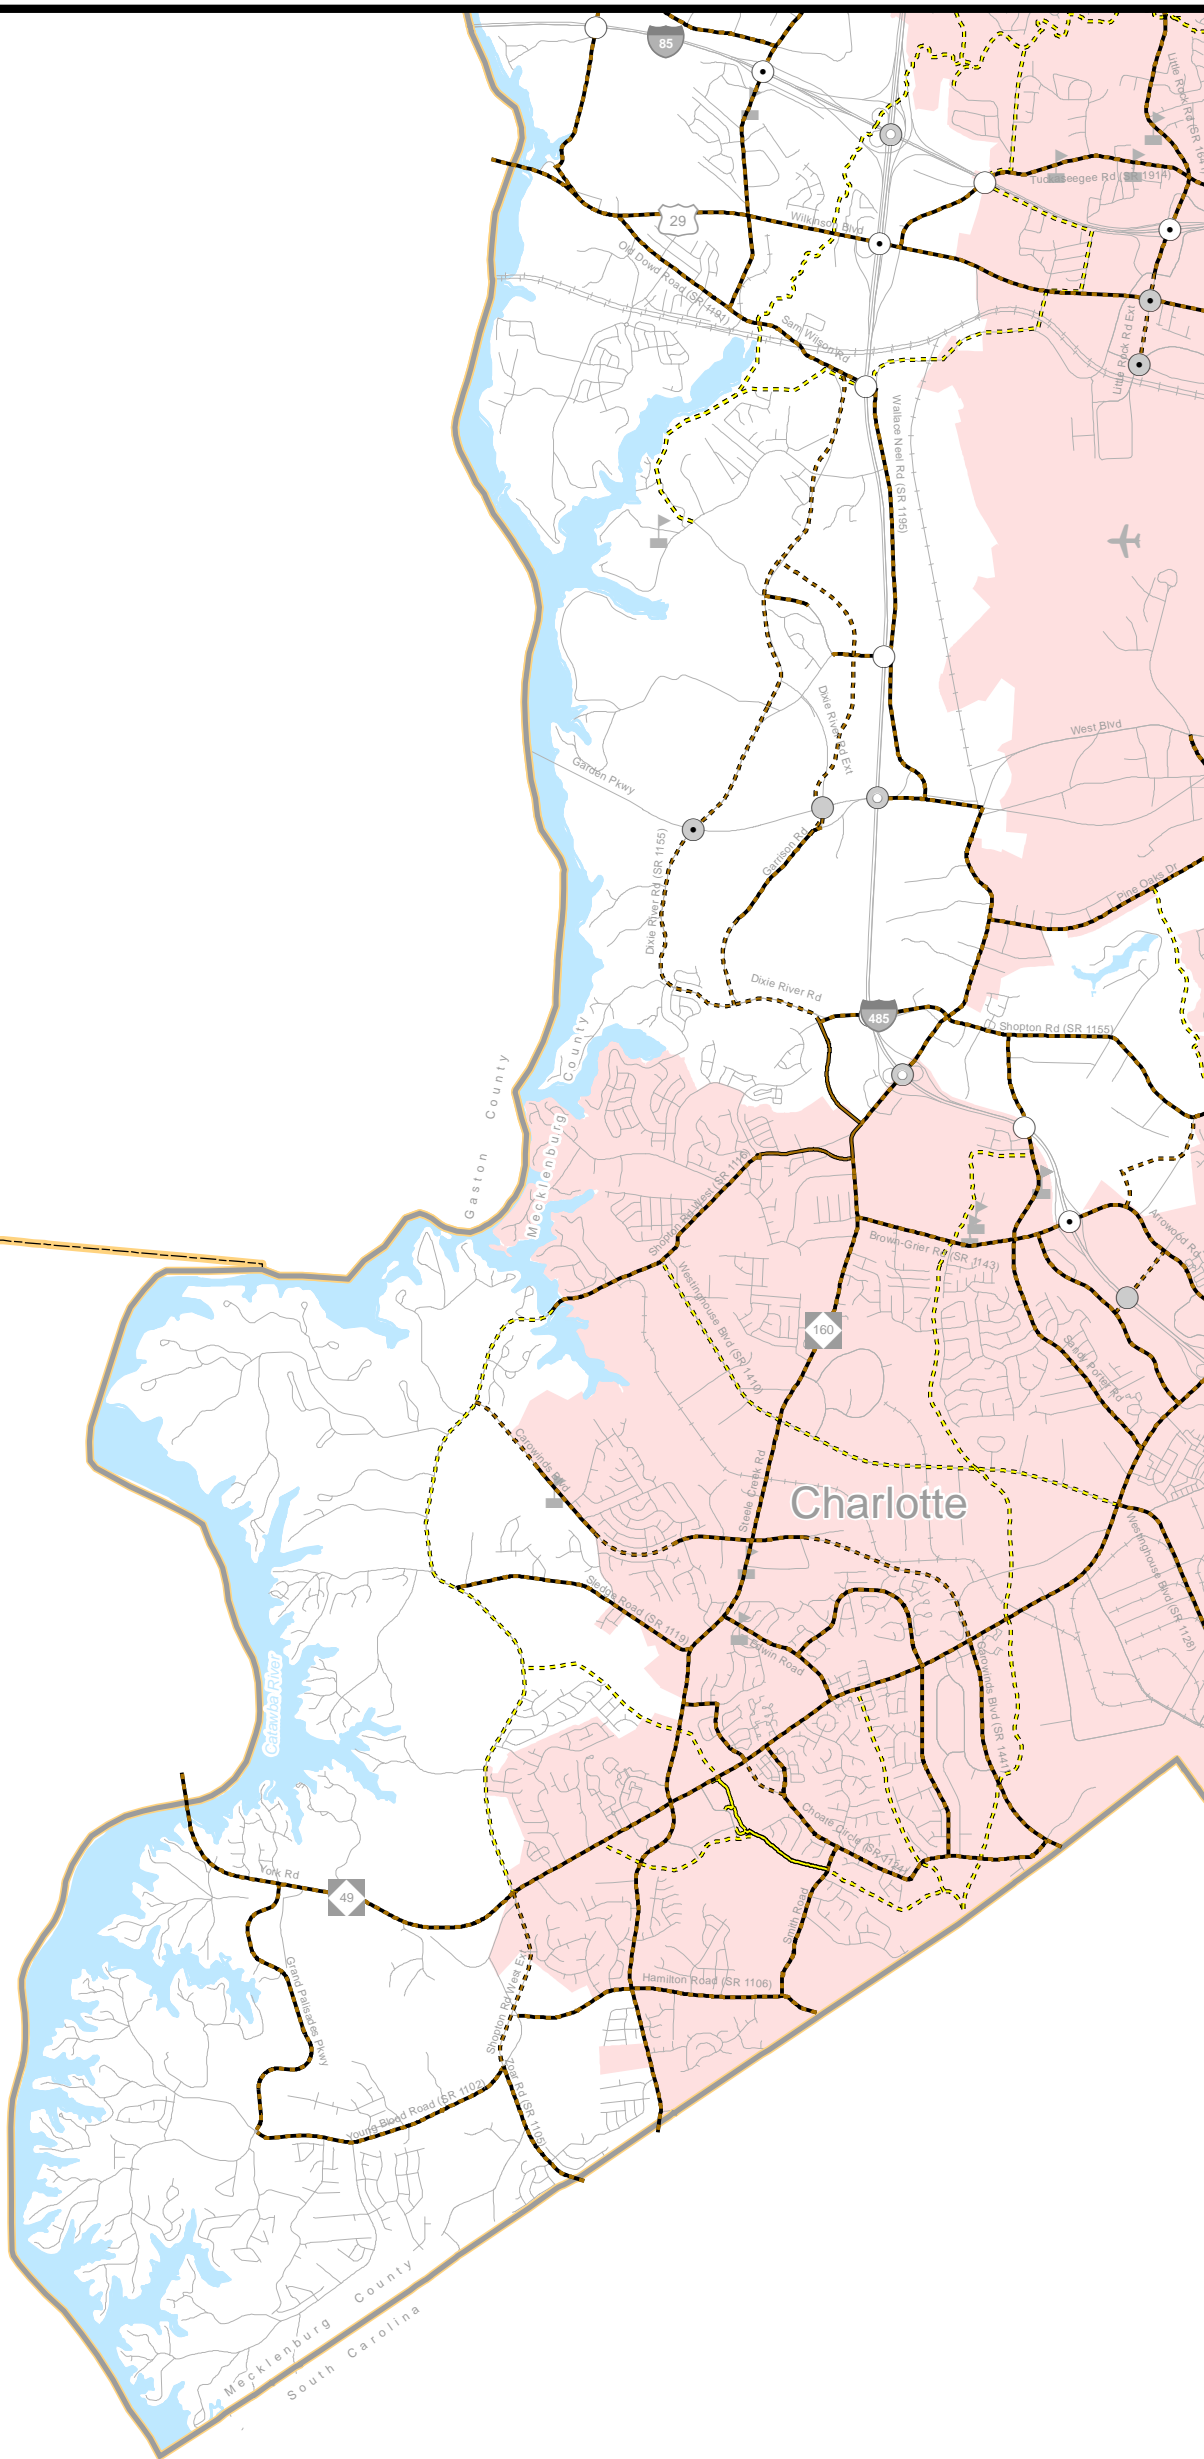 85
Little Rock Rd (SR 164
Tuckaseegee Rd (SR 1914)
29
Wilkinson Blvd
Old Dowd Road (SR 1191)
Sam Wilson Rd
Little Rock Rd Ext
Wallace Neel Rd (SR 1195)
Dixie River Rd Ext
West Blvd
Garden Pkwy
Garrison Rd
Dixie River Rd (SR 1155)
Pine Oaks Dr
Dixie River Rd
485
Shopton Rd (SR 1155)
Gaston County
Mecklenburg County
Shopton Rd West (SR 1116)
Brown-Grier Rd (SR 1143)
Arrowood Rd
Westinghouse Blvd (SR 1410)
160
Sandy Porter Rd
Carowinds Blvd
Steele Creek Rd
Charlotte
Westinghouse Blvd (SR 1128)
Sledge Road (SR 1119)
Erwin Road
Carowinds Blvd (SR 1441)
Catawba River
Choate Circle (SR 1124)
York Rd
49
Smith Road
Grand Palisades Pkwy
Shopton Rd West Ext
Hamilton Road (SR 1106)
Zoar Rd (SR 1105)
Young Blood Road (SR 1102)
Mecklenburg County
South Carolina